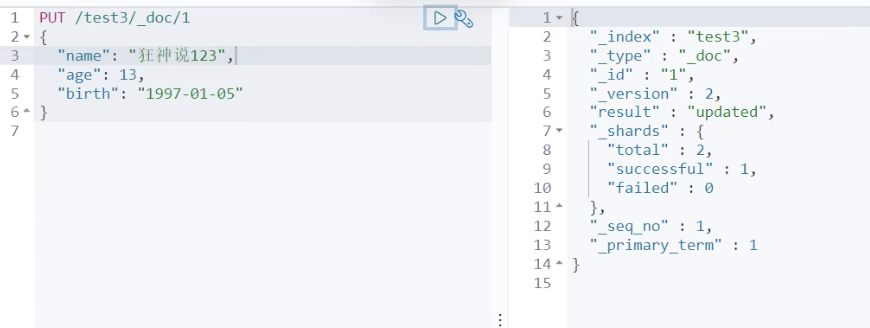 1 PUT /test3/_doc/1
2 {
3 "name": "狂神说123",
4 "age": 13,
5 "birth": "1997-01-05"
6 }
7
1 {
2 "_index" : "test3",
3 "_type" : "_doc",
4 "_id" : "1",
5 "_version" : 2,
6 "result" : "updated",
7 "_shards" : {
8 "total" : 2,
9 "successful" : 1,
10 "failed" : 0
11 },
12 "_seq_no" : 1,
13 "_primary_term" : 1
14 }
15